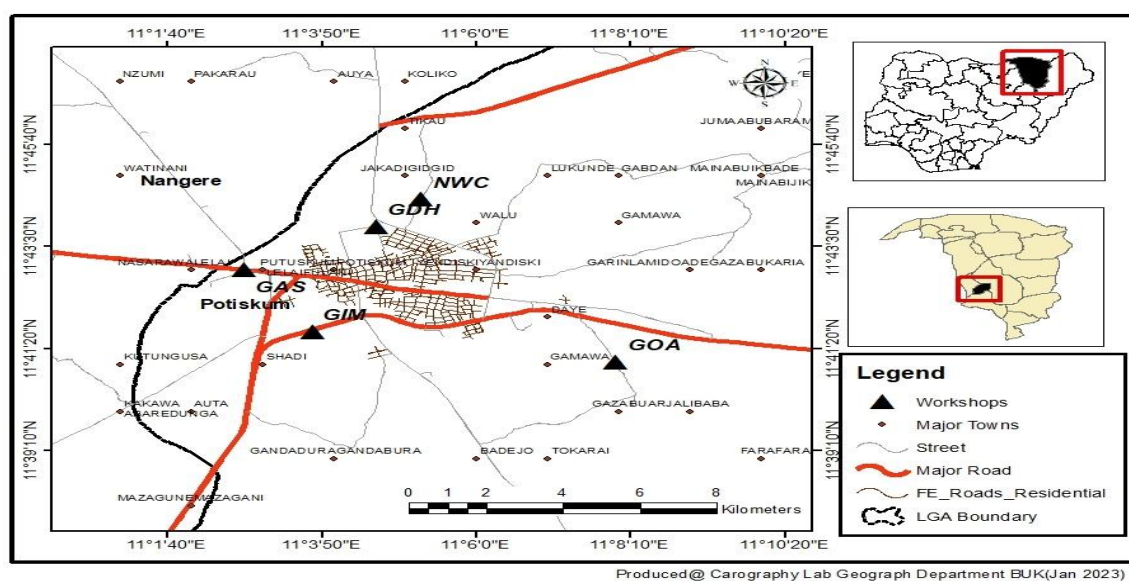 11°1'40"E 11°3'50"E 11°6'0"E 11°8'10"E 11°10'20"E
NZUMI PAKARAU AUYA KOLIKO
N
W E
S
TIKAU JUMAABUBARAM
11°45'40"N 11°45'40"N
WATINANI JAKADIGIDGID LUKUNDE GABDAN MAINABUIKBADE
Nangere NWC MAINABIJIK
GDH WALU GAMAWA
11°43'30"N 11°43'30"N
GARINLAMIDOADEGAZABUKARIA
GAS
Potiskum
GIM DAYE
11°41'20"N 11°41'20"N
KUTUNGUSA SHADI GAMAWA GOA
KAKAWA AUTA GAZABUARJALIBABA
11°39'10"N 11°39'10"N
GANDADURAGANDABURA BADEJO TOKARAI FARAFARA
MAZAGUNEMAZAGANI
0 1 2 4 6 8
Kilometers
11°1'40"E 11°3'50"E 11°6'0"E 11°8'10"E 11°10'20"E
Legend
Workshops
Major Towns
Street
Major Road
FE_Roads_Residential
LGA Boundary
Produced@ Carography Lab Geograph Department BUK(Jan 2023)